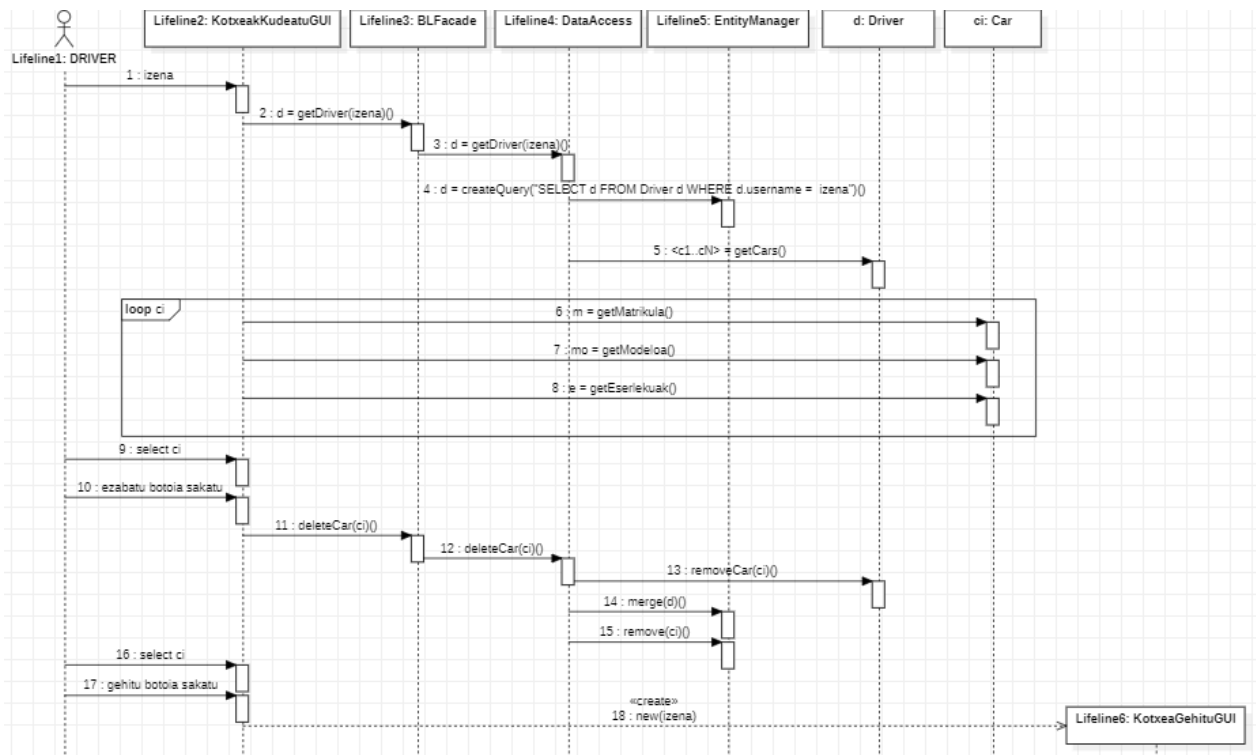 Lifeline1: DRIVER
Lifeline2: KotxeakKudeatuGUI
Lifeline3: BLFacade
Lifeline4: DataAccess
Lifeline5: EntityManager
d: Driver
ci: Car
1 : izena
2 : d = getDriver(izena)()
3 : d = getDriver(izena)()
4 : d = createQuery("SELECT d FROM Driver d WHERE d.username = izena")()
5 : <c1..cN> = getCars()
loop ci
6 : m = getMatrikula()
7 : mo = getModeloa()
8 : e = getEserlekuak()
9 : select ci
10 : ezabatu botoia sakatu
11 : deleteCar(ci)()
12 : deleteCar(ci)()
13 : removeCar(ci)()
14 : merge(d)()
15 : remove(ci)()
16 : select ci
17 : gehitu botoia sakatu
«create»
18 : new(izena)
Lifeline6: KotxeaGehituGUI